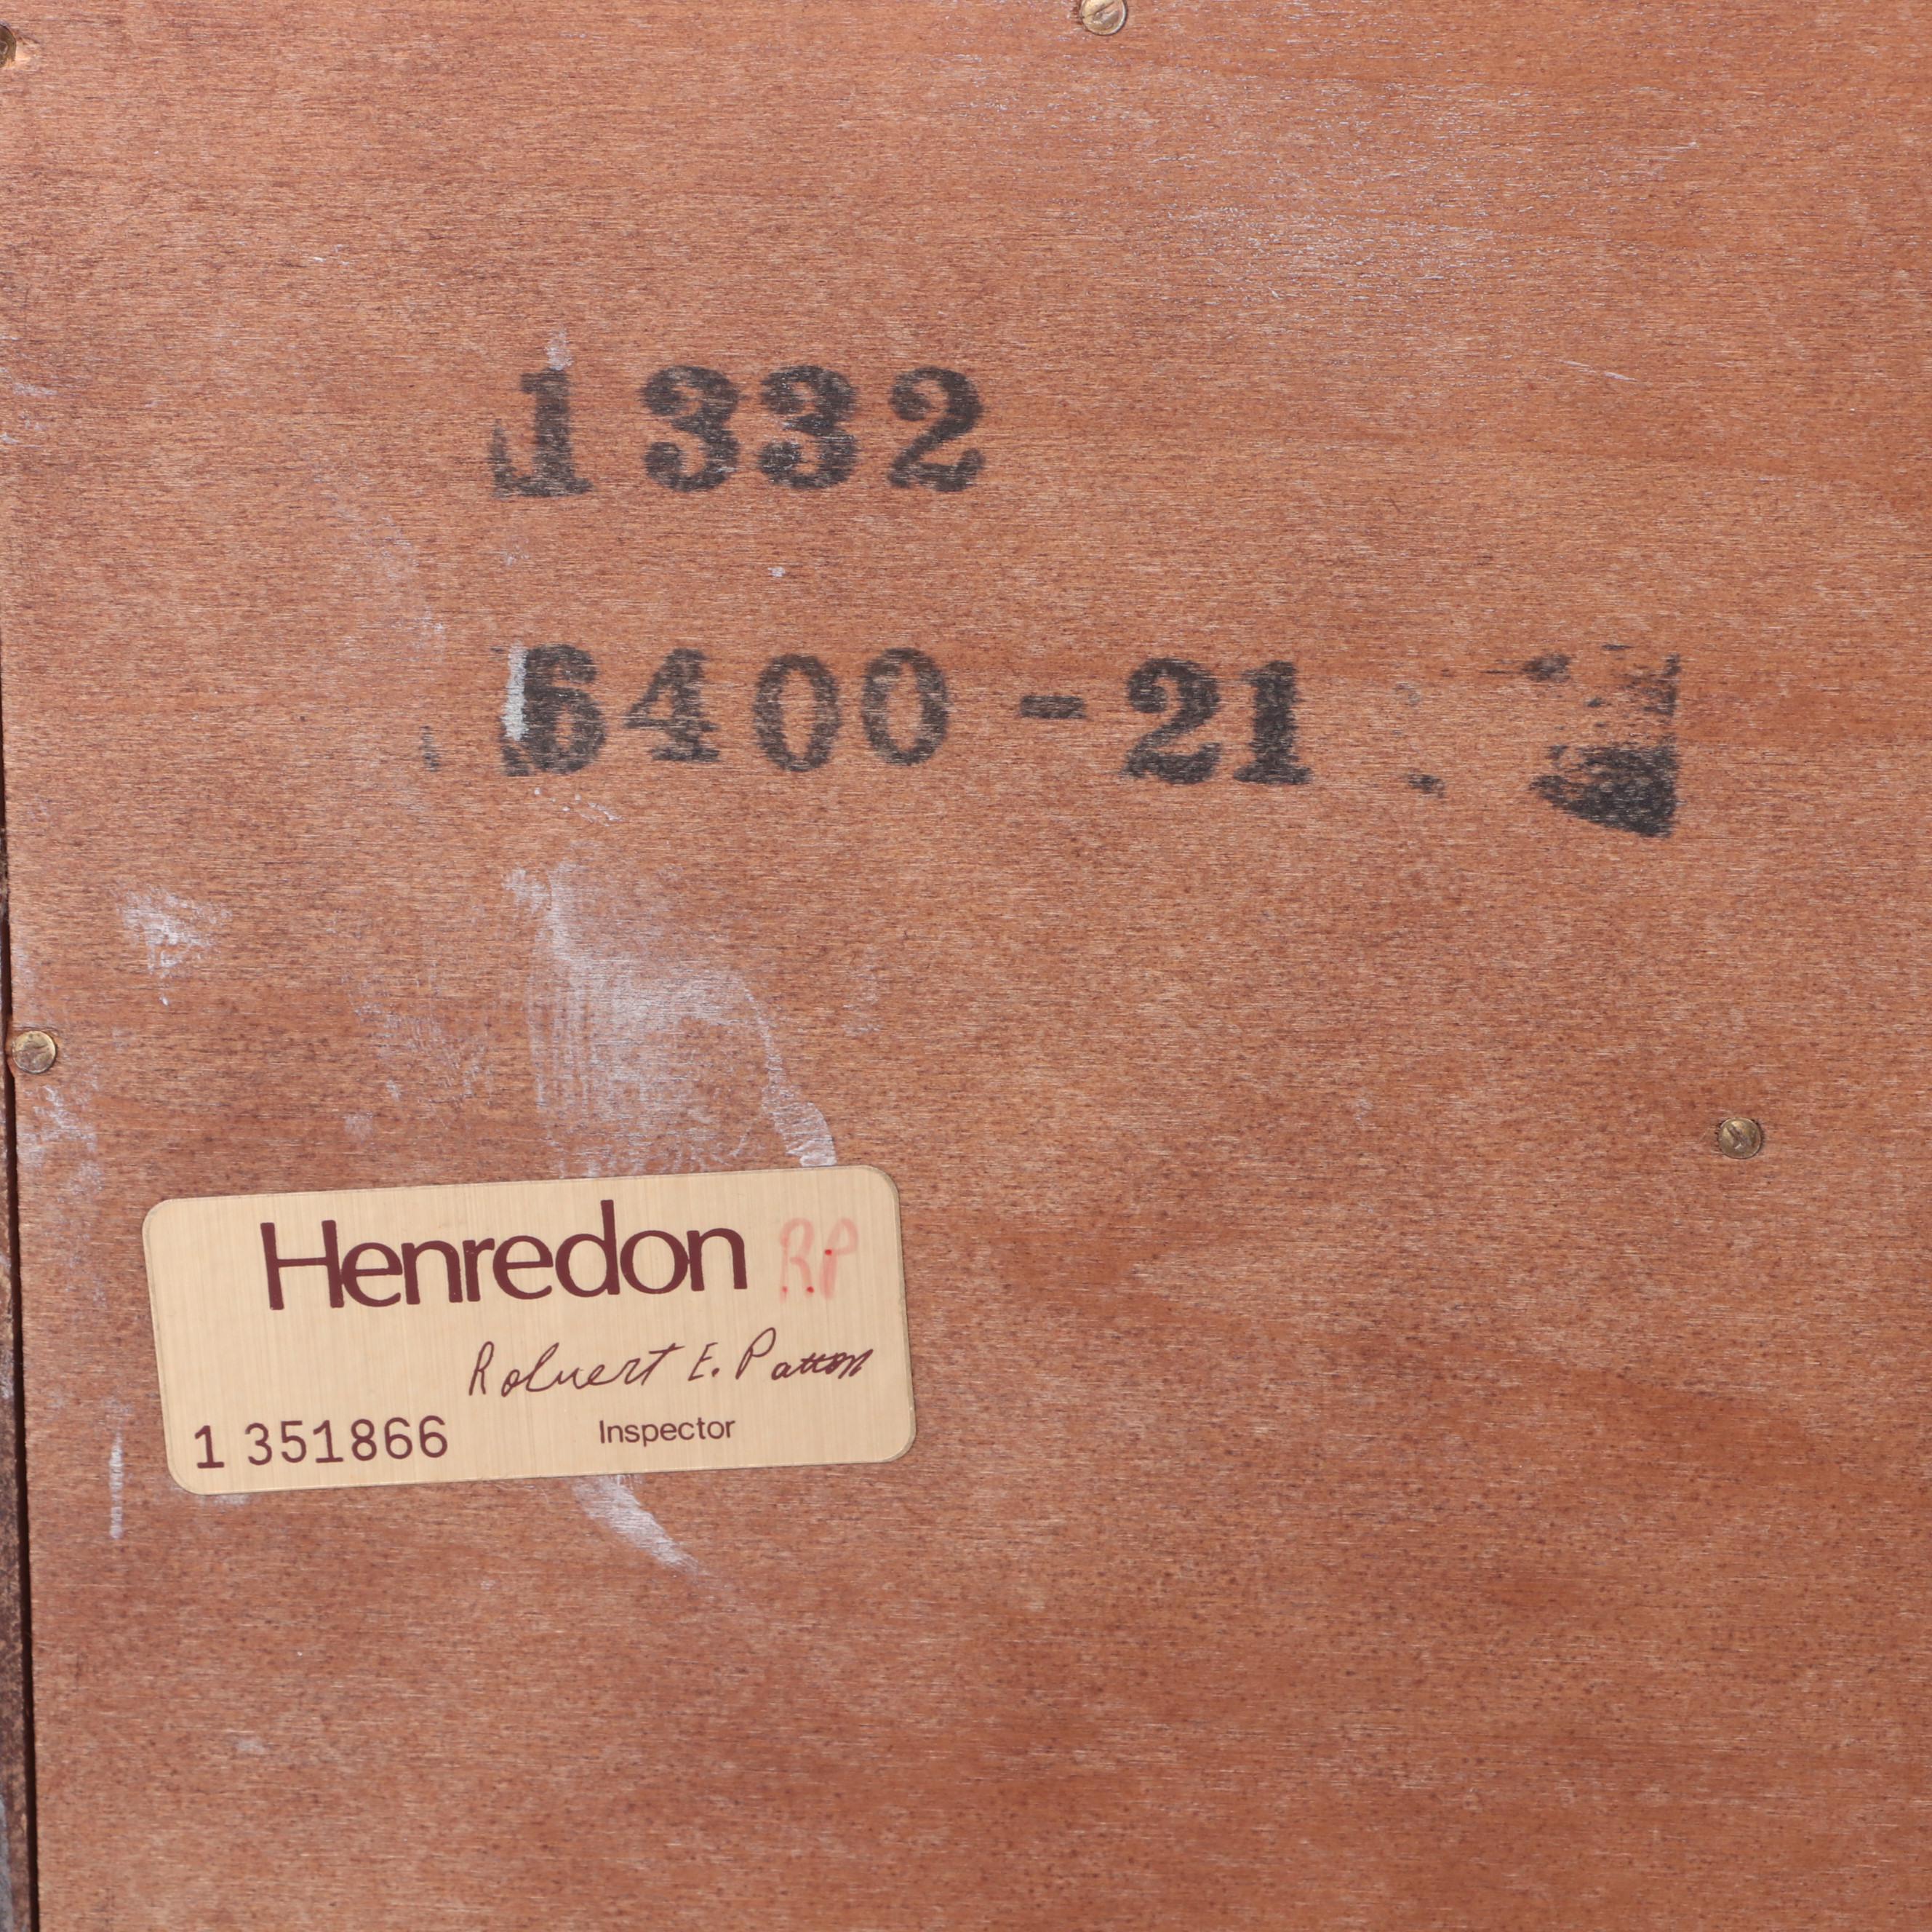 1332
6400-21
Henredon RP
Robert E. Patton
1 351866 Inspector